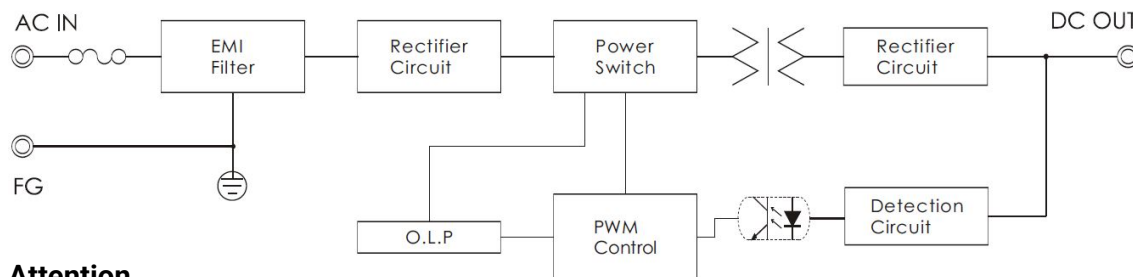 AC IN
DC OUT
EMI
Filter
Rectifier
Circuit
Power
Switch
Rectifier
Circuit
FG
O.L.P
PWM
Control
Detection
Circuit
Attention